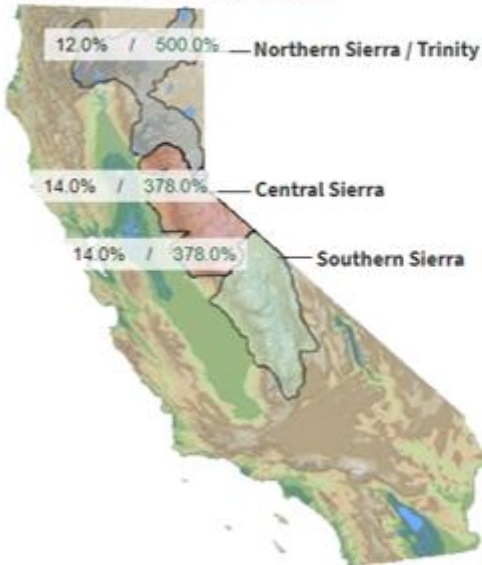 12.0% / 500.0% Northern Sierra / Trinity
14.0% / 378.0% Central Sierra
14.0% / 378.0% Southern Sierra